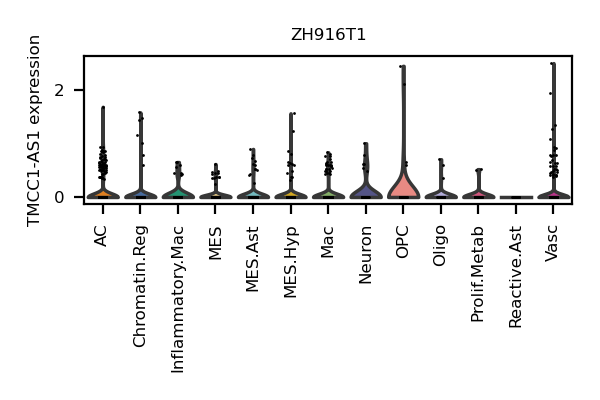 ZH916T1
TMCC1-AS1 expression
2
0
AC
Chromatin.Reg
Inflammatory.Mac
MES
MES.Ast
MES.Hyp
Mac
Neuron
OPC
Oligo
Prolif.Metab
Reactive.Ast
Vasc